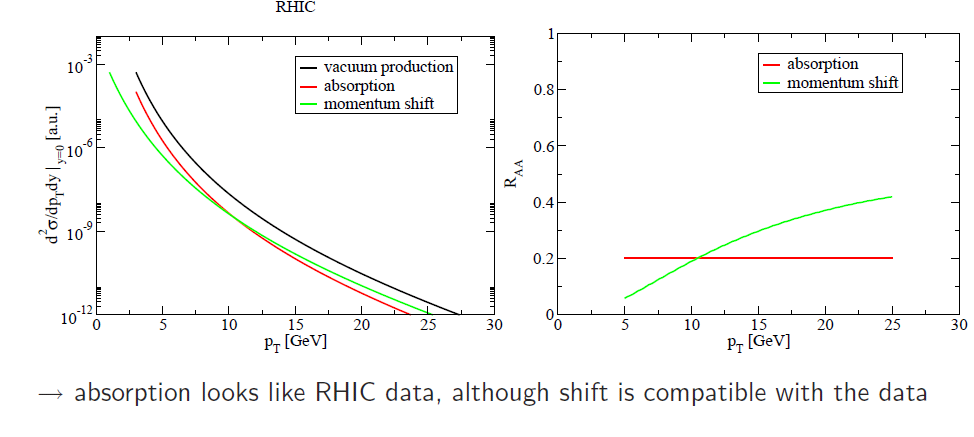 RHIC
10^-3
10^-6
10^-9
10^-12
vacuum production
absorption
momentum shift
d^2σ/dp_T dy |_y=0 [a.u.]
0 5 10 15 20 25 30
p_T [GeV]
1
0.8
0.6
0.4
0.2
0
absorption
momentum shift
R_AA
0 5 10 15 20 25 30
p_T [GeV]
→ absorption looks like RHIC data, although shift is compatible with the data